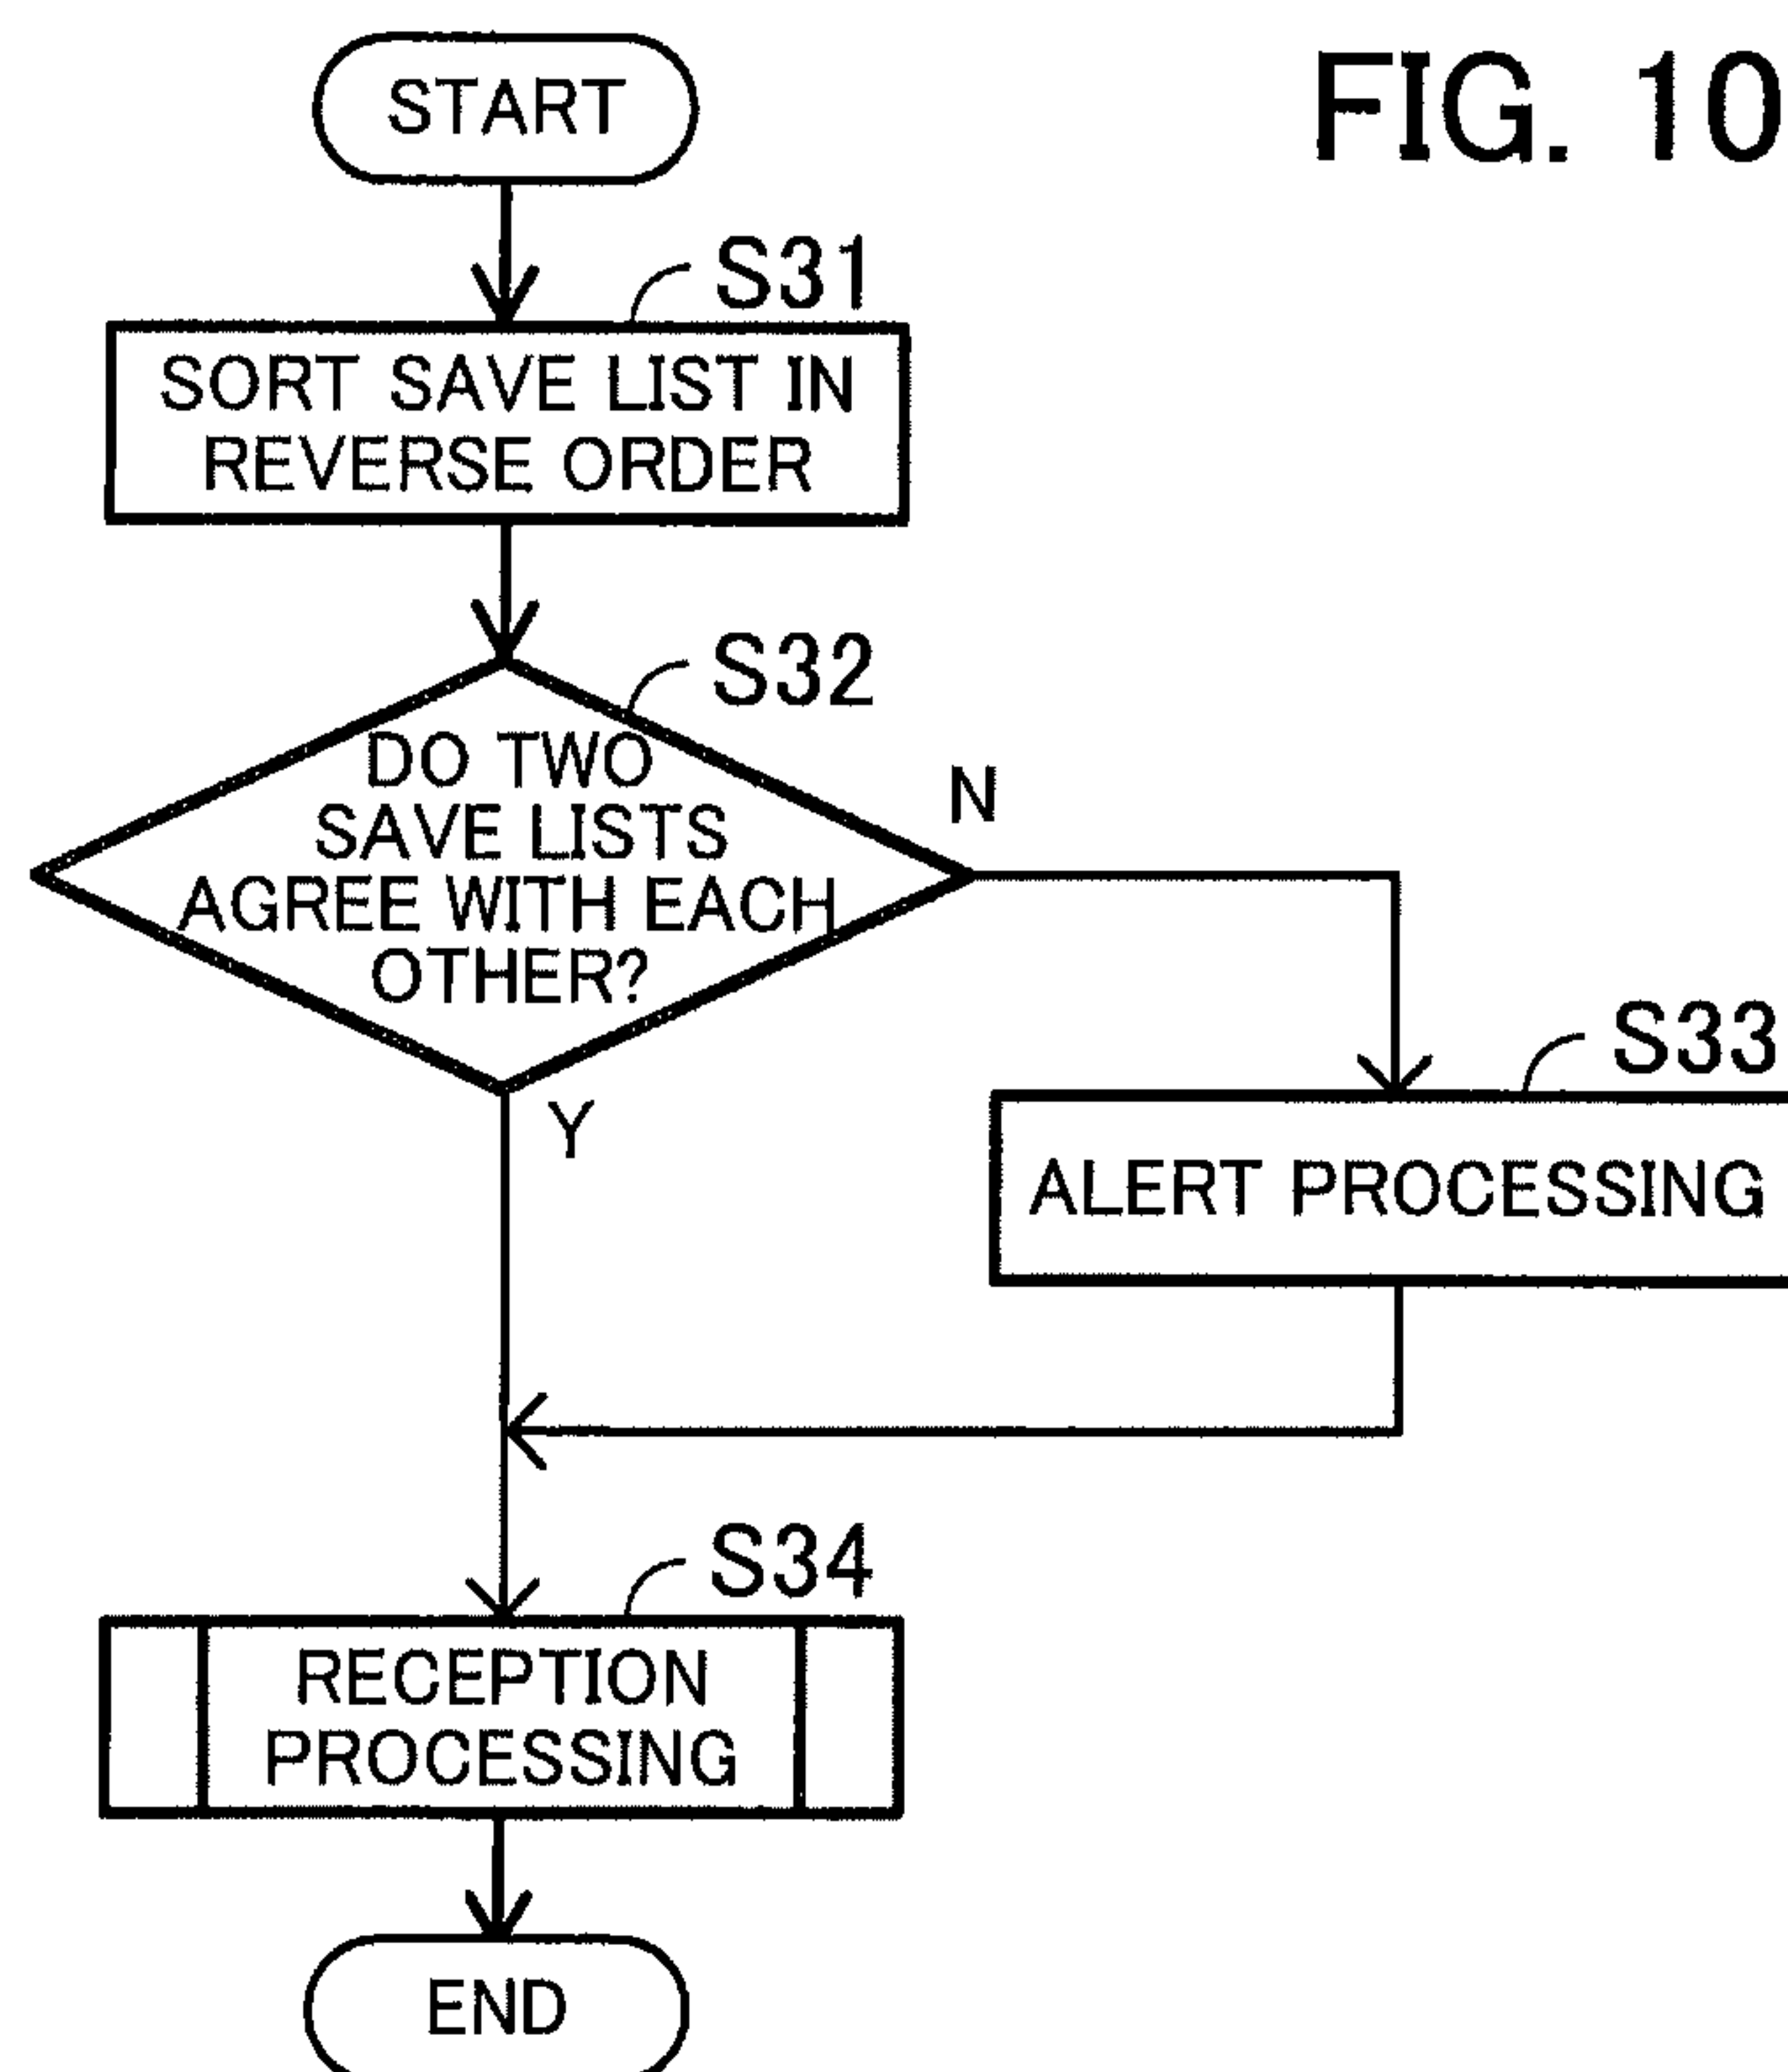 FIG. 10
START
S31
SORT SAVE LIST IN
REVERSE ORDER
S32
DO TWO
SAVE LISTS
AGREE WITH EACH
OTHER?
N
Y
S33
ALERT PROCESSING
S34
RECEPTION
PROCESSING
END